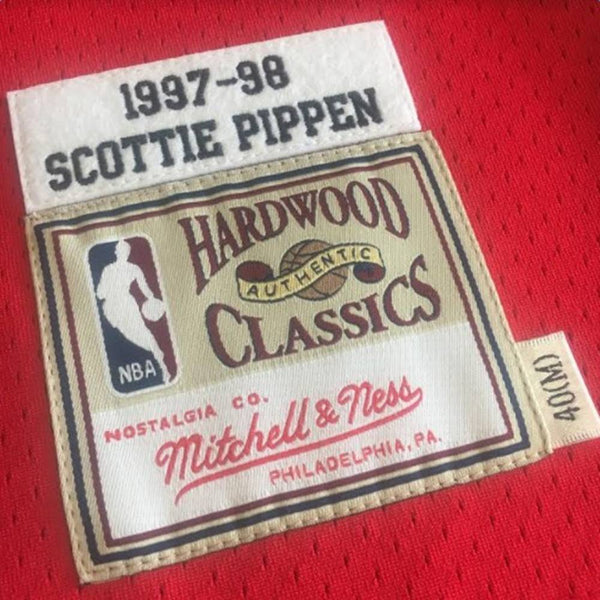 1997-98
SCOTTIE PIPPEN
HARDWOOD
AUTHENTIC
CLASSICS
NBA
NOSTALGIA CO.
Mitchell & Ness
PHILADELPHIA, PA.
40(M)